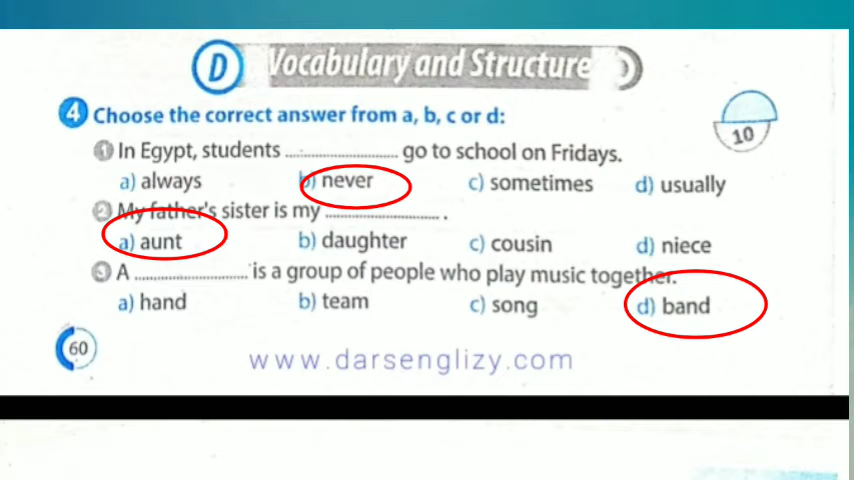 D Vocabulary and Structure
4 Choose the correct answer from a, b, c or d:
10
1 In Egypt, students .................... go to school on Fridays.
a) always b) never c) sometimes d) usually
2 My father's sister is my .................... .
a) aunt b) daughter c) cousin d) niece
3 A .................... is a group of people who play music together.
a) hand b) team c) song d) band
60
www.darsenglizy.com